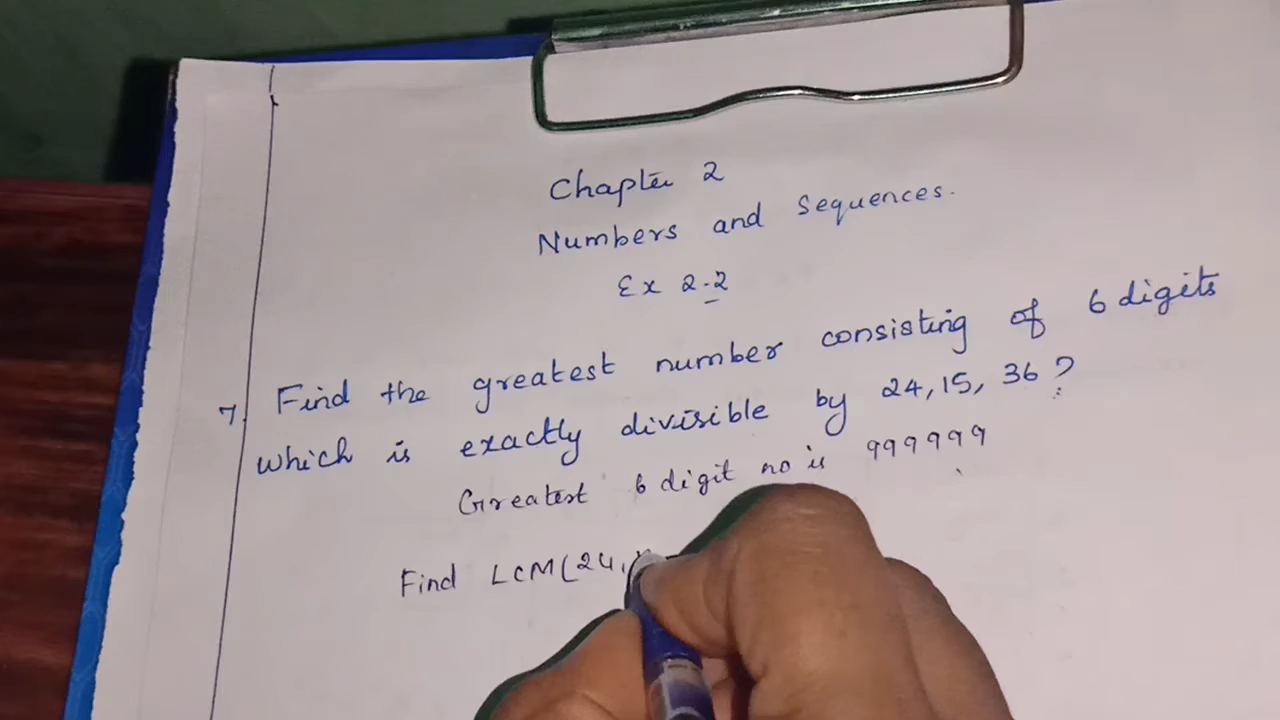 Chapter 2
Numbers and Sequences.
Ex 2.2
7. Find the greatest number consisting of 6 digits
which is exactly divisible by 24, 15, 36?
Greatest 6 digit no is 999999
Find LCM(24,